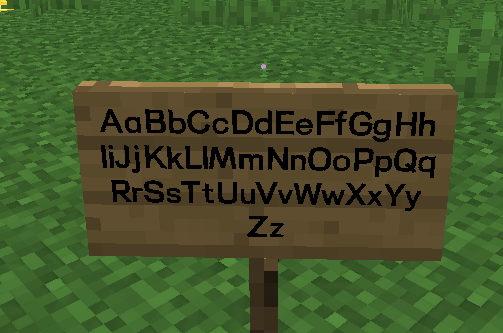 AaBbCcDdEeFfGgHh
IiJjKkLlMmNnOoPpQq
RrSsTtUuVvWwXxYy
Zz